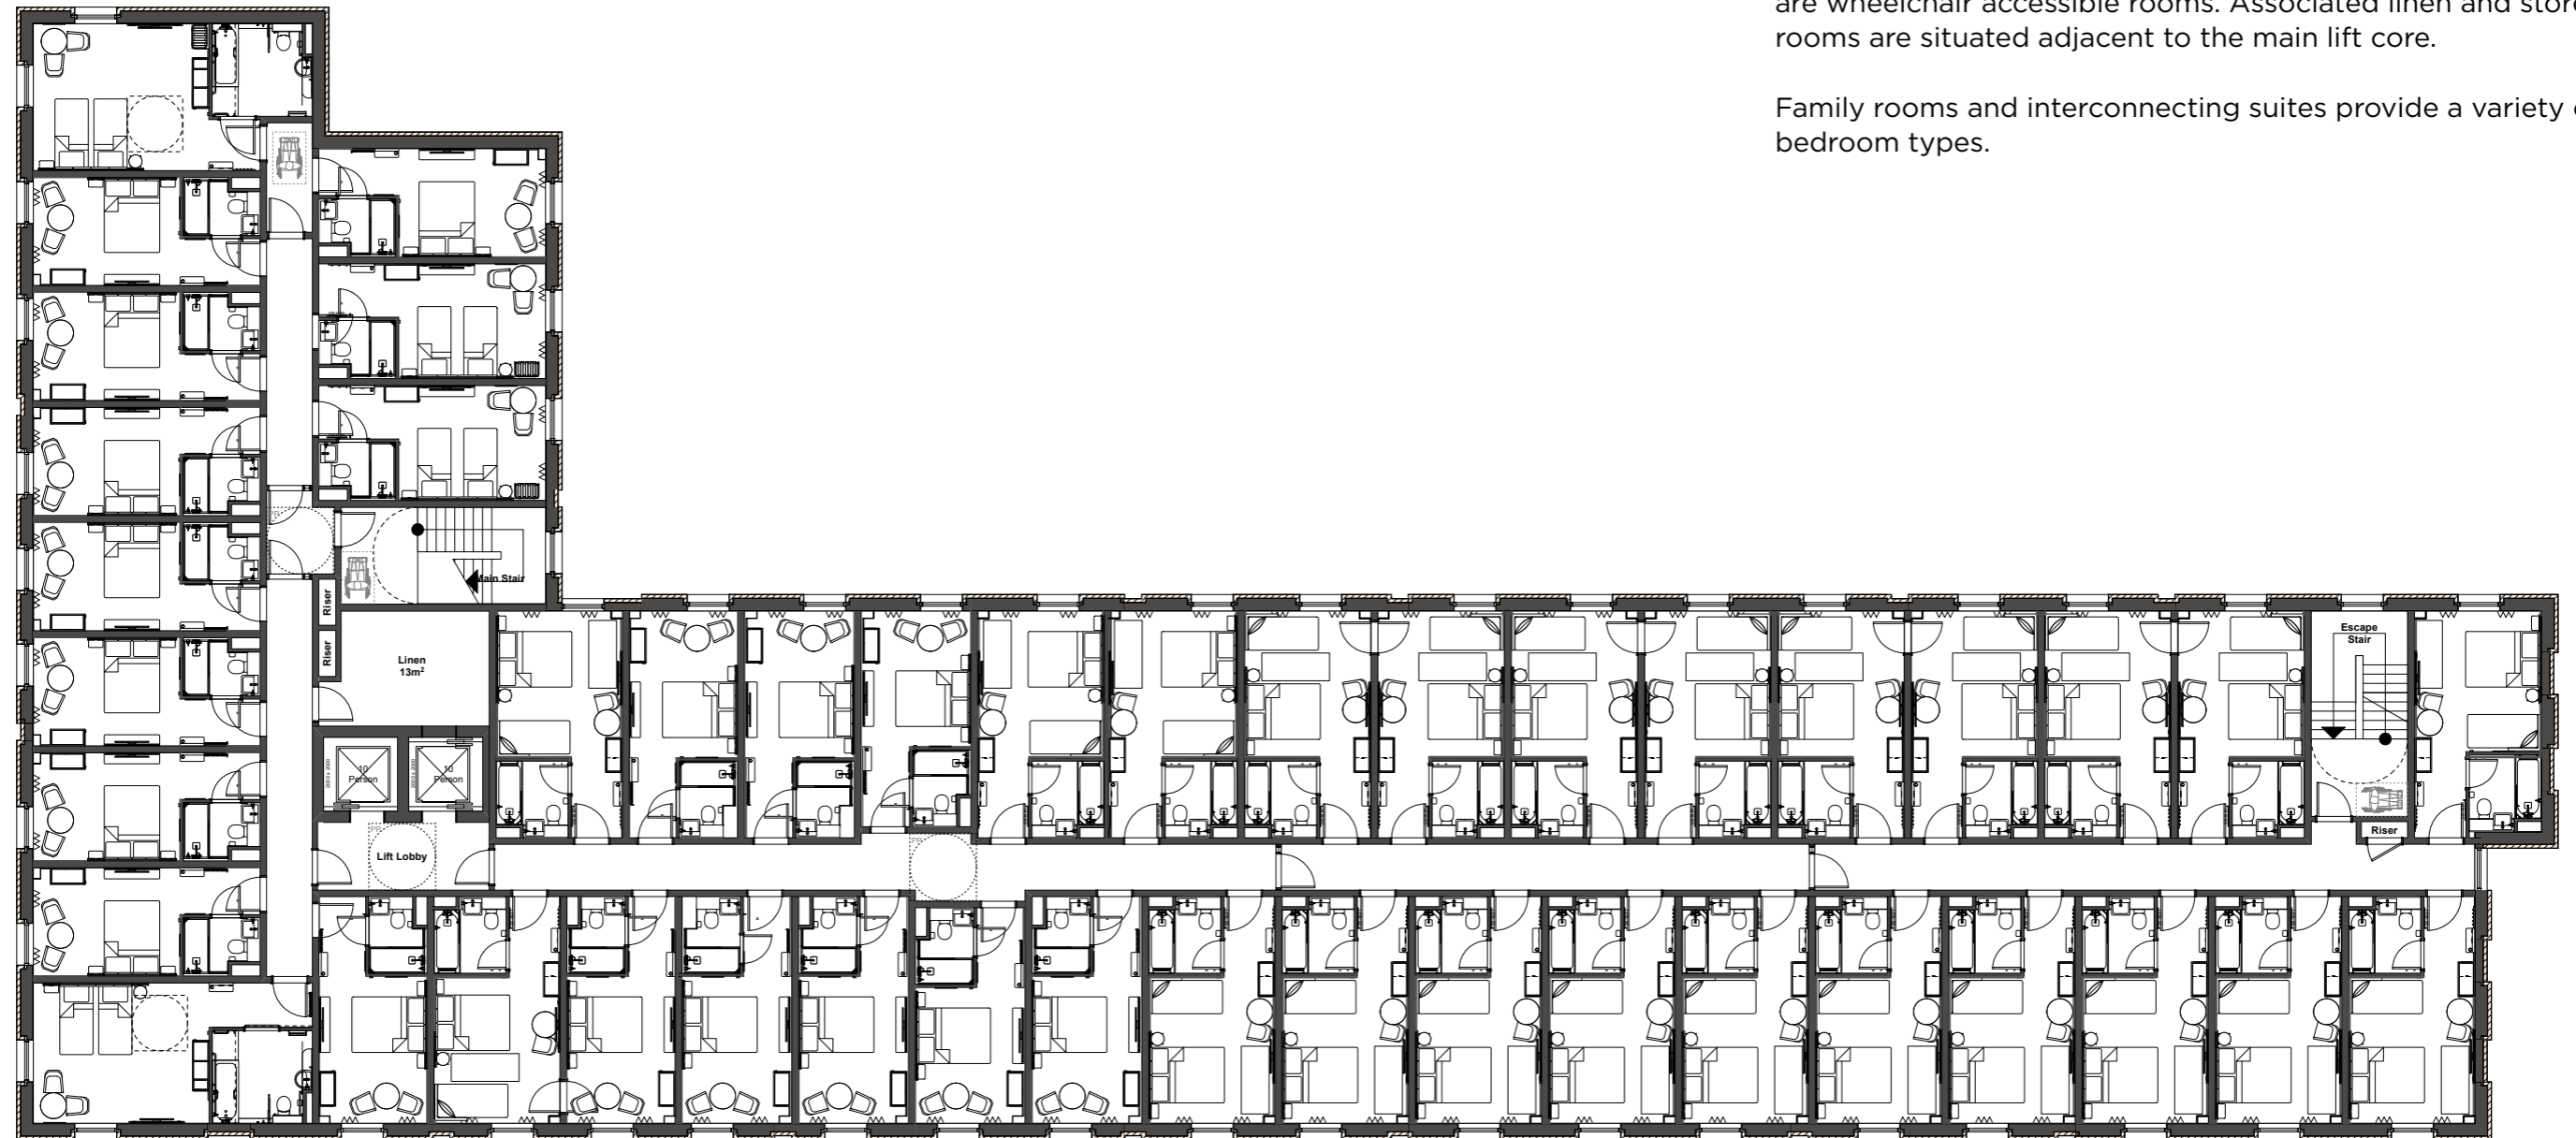 are wheelchair accessible rooms. Associated linen and store
rooms are situated adjacent to the main lift core.
Family rooms and interconnecting suites provide a variety
bedroom types.
Main Stair
Riser
Riser
Linen
13m²
10
Person
10
Person
Lift Lobby
Escape
Stair
Riser